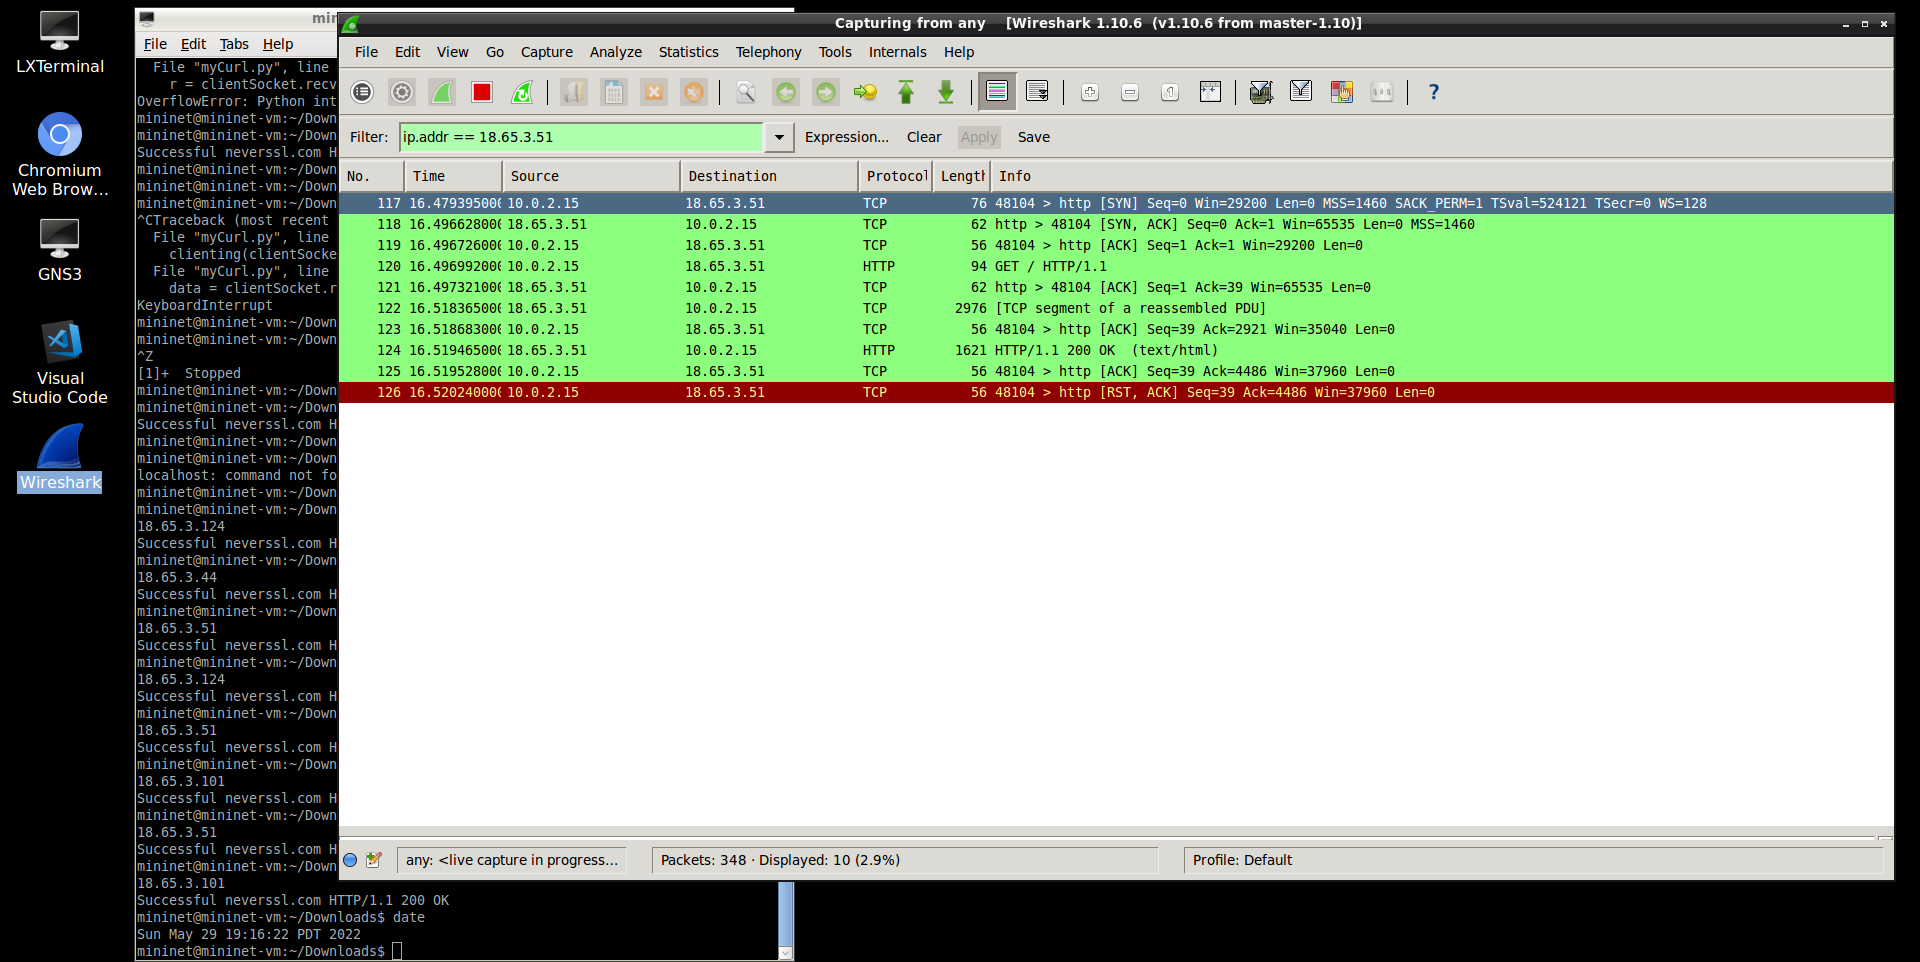 LXTerminal
Chromium
Web Brow...
GNS3
Visual
Studio Code
Wireshark
min
File Edit Tabs Help
  File "myCurl.py", line
    r = clientSocket.recv
OverflowError: Python int
mininet@mininet-vm:~/Down
mininet@mininet-vm:~/Down
Successful neverssl.com H
mininet@mininet-vm:~/Down
mininet@mininet-vm:~/Down
mininet@mininet-vm:~/Down
^CTraceback (most recent
  File "myCurl.py", line
    clienting(clientSocke
  File "myCurl.py", line
    data = clientSocket.r
KeyboardInterrupt
mininet@mininet-vm:~/Down
mininet@mininet-vm:~/Down
^Z
[1]+  Stopped
mininet@mininet-vm:~/Down
mininet@mininet-vm:~/Down
Successful neverssl.com H
mininet@mininet-vm:~/Down
mininet@mininet-vm:~/Down
localhost: command not fo
mininet@mininet-vm:~/Down
mininet@mininet-vm:~/Down
18.65.3.124
Successful neverssl.com H
mininet@mininet-vm:~/Down
18.65.3.44
Successful neverssl.com H
mininet@mininet-vm:~/Down
18.65.3.51
Successful neverssl.com H
mininet@mininet-vm:~/Down
18.65.3.124
Successful neverssl.com H
mininet@mininet-vm:~/Down
18.65.3.51
Successful neverssl.com H
mininet@mininet-vm:~/Down
18.65.3.101
Successful neverssl.com H
mininet@mininet-vm:~/Down
18.65.3.51
Successful neverssl.com H
mininet@mininet-vm:~/Down
18.65.3.101
Successful neverssl.com HTTP/1.1 200 OK
mininet@mininet-vm:~/Downloads$ date
Sun May 29 19:16:22 PDT 2022
mininet@mininet-vm:~/Downloads$
Capturing from any [Wireshark 1.10.6 (v1.10.6 from master-1.10)]
File Edit View Go Capture Analyze Statistics Telephony Tools Internals Help
Filter: ip.addr == 18.65.3.51 Expression... Clear Apply Save
No. Time Source Destination Protocol Length Info
117 16.479395000 10.0.2.15 18.65.3.51 TCP 76 48104 > http [SYN] Seq=0 Win=29200 Len=0 MSS=1460 SACK_PERM=1 TSval=524121 TSecr=0 WS=128
118 16.496628000 18.65.3.51 10.0.2.15 TCP 62 http > 48104 [SYN, ACK] Seq=0 Ack=1 Win=65535 Len=0 MSS=1460
119 16.496726000 10.0.2.15 18.65.3.51 TCP 56 48104 > http [ACK] Seq=1 Ack=1 Win=29200 Len=0
120 16.496992000 10.0.2.15 18.65.3.51 HTTP 94 GET / HTTP/1.1
121 16.497321000 18.65.3.51 10.0.2.15 TCP 62 http > 48104 [ACK] Seq=1 Ack=39 Win=65535 Len=0
122 16.518365000 18.65.3.51 10.0.2.15 TCP 2976 [TCP segment of a reassembled PDU]
123 16.518683000 10.0.2.15 18.65.3.51 TCP 56 48104 > http [ACK] Seq=39 Ack=2921 Win=35040 Len=0
124 16.519465000 18.65.3.51 10.0.2.15 HTTP 1621 HTTP/1.1 200 OK  (text/html)
125 16.519528000 10.0.2.15 18.65.3.51 TCP 56 48104 > http [ACK] Seq=39 Ack=4486 Win=37960 Len=0
126 16.520240000 10.0.2.15 18.65.3.51 TCP 56 48104 > http [RST, ACK] Seq=39 Ack=4486 Win=37960 Len=0
any: <live capture in progress... Packets: 348 · Displayed: 10 (2.9%) Profile: Default